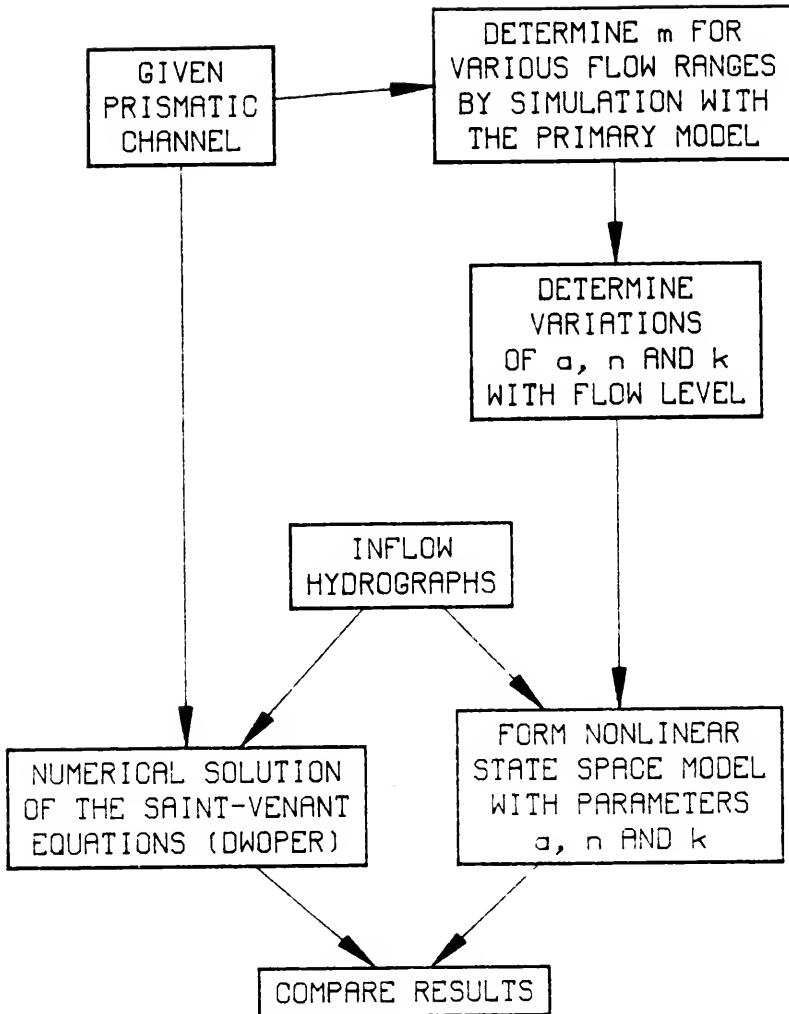 GIVEN
PRISMATIC
CHANNEL
DETERMINE m FOR
VARIOUS FLOW RANGES
BY SIMULATION WITH
THE PRIMARY MODEL
DETERMINE
VARIATIONS
OF a, n AND k
WITH FLOW LEVEL
INFLOW
HYDROGRAPHS
NUMERICAL SOLUTION
OF THE SAINT-VENANT
EQUATIONS (DWOPER)
FORM NONLINEAR
STATE SPACE MODEL
WITH PARAMETERS
a, n AND k
COMPARE RESULTS